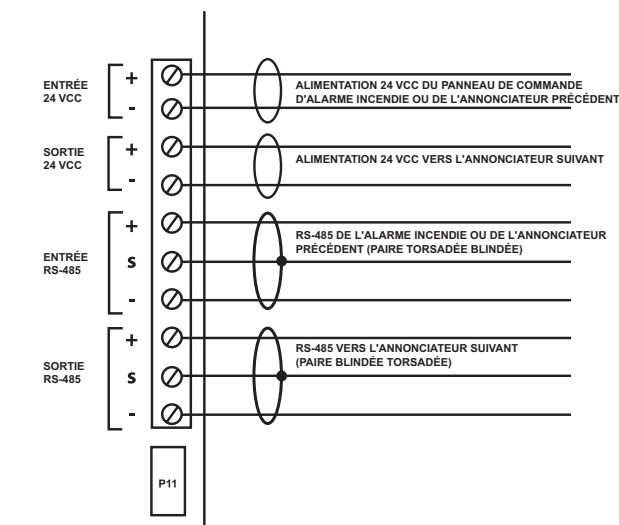 ENTRÉE
24 VCC
+
-
ALIMENTATION 24 VCC DU PANNEAU DE COMMANDE
D'ALARME INCENDIE OU DE L'ANNONCIATEUR PRÉCÉDENT
SORTIE
24 VCC
+
-
ALIMENTATION 24 VCC VERS L'ANNONCIATEUR SUIVANT
ENTRÉE
RS-485
+
S
-
RS-485 DE L'ALARME INCENDIE OU DE L'ANNONCIATEUR
PRÉCÉDENT (PAIRE TORSADÉE BLINDÉE)
SORTIE
RS-485
+
S
-
RS-485 VERS L'ANNONCIATEUR SUIVANT
(PAIRE BLINDÉE TORSADÉE)
P11